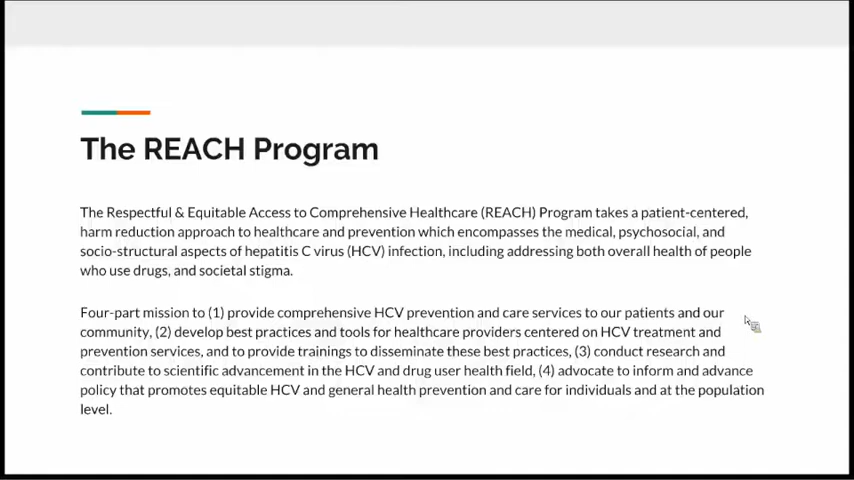 The REACH Program
The Respectful & Equitable Access to Comprehensive Healthcare (REACH) Program takes a patient-centered,
harm reduction approach to healthcare and prevention which encompasses the medical, psychosocial, and
socio-structural aspects of hepatitis C virus (HCV) infection, including addressing both overall health of people
who use drugs, and societal stigma.
Four-part mission to (1) provide comprehensive HCV prevention and care services to our patients and our
community, (2) develop best practices and tools for healthcare providers centered on HCV treatment and
prevention services, and to provide trainings to disseminate these best practices, (3) conduct research and
contribute to scientific advancement in the HCV and drug user health field, (4) advocate to inform and advance
policy that promotes equitable HCV and general health prevention and care for individuals and at the population
level.